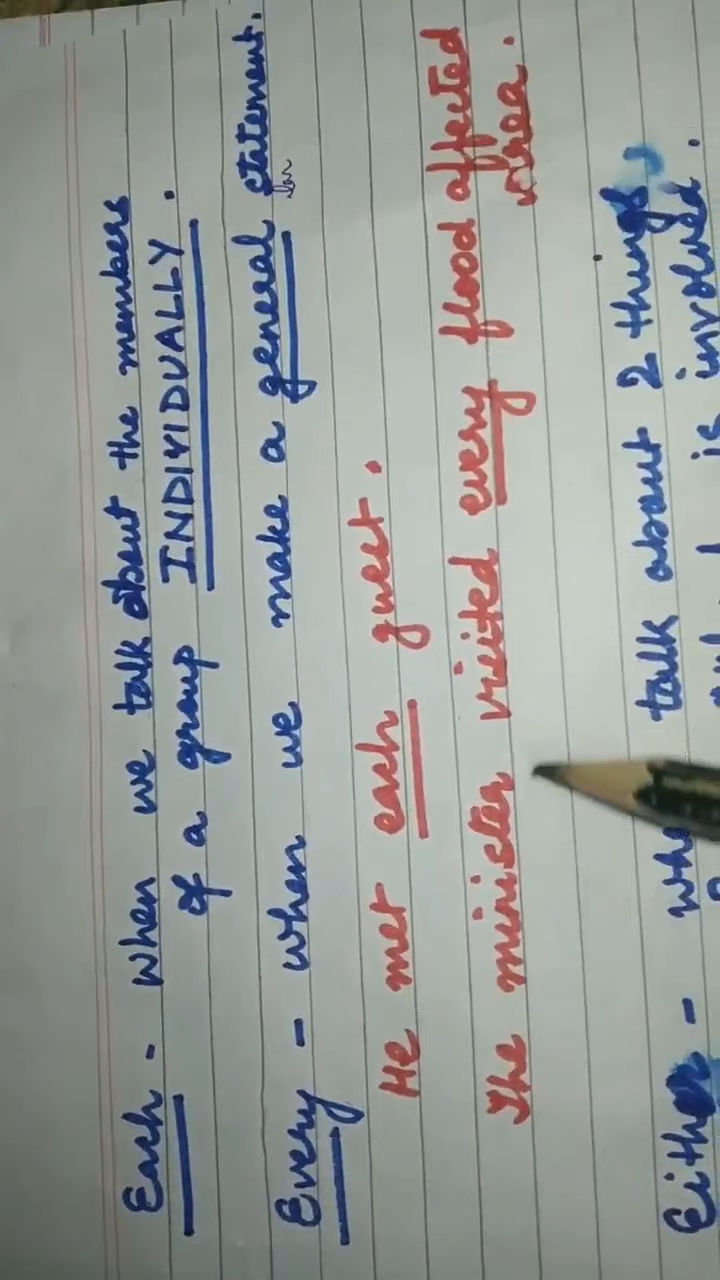 Each - When we talk about the members
of a group INDIVIDUALLY.
Every - when we make a general statement.
He met each guest.
The minister visited every flood affected
area.
Either - talk about 2 things
is involved.